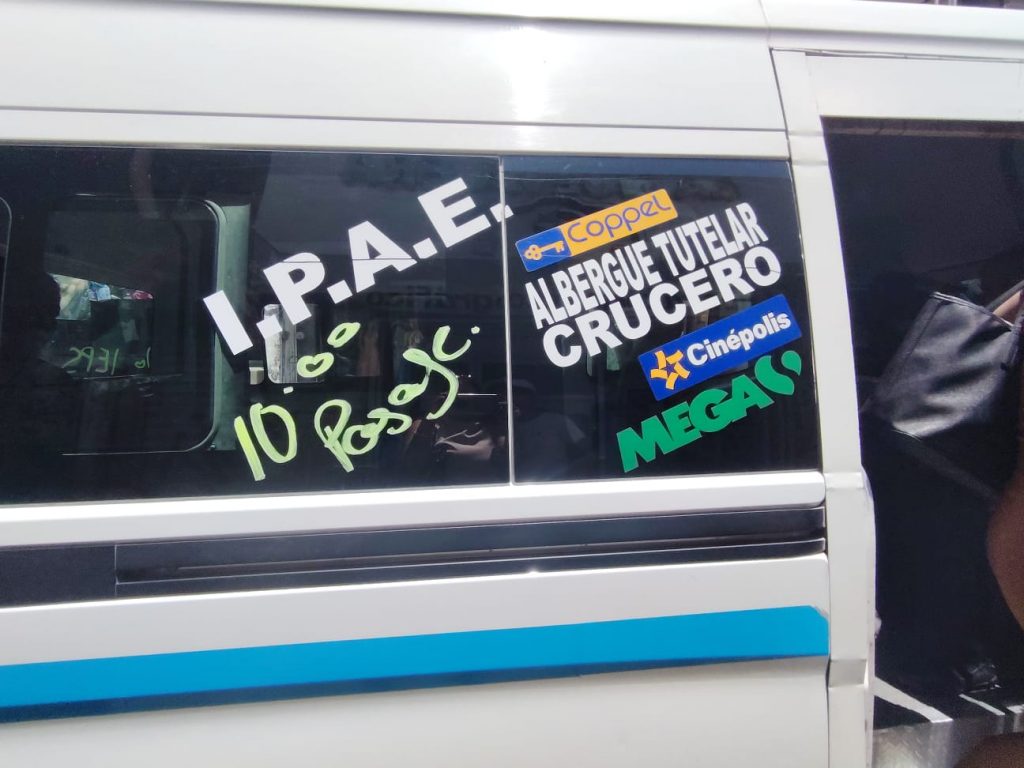 I.P.A.E.
10.00
Pasaje.
Coppel
ALBERGUE TUTELAR
CRUCERO
Cinépolis
MEGA